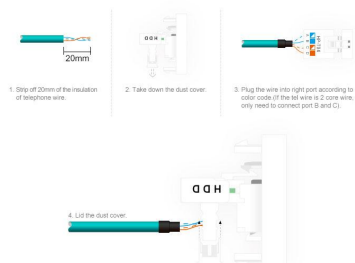 20mm
1. Strip off 20mm of the insulation
of telephone wire.
2. Take down the dust cover.
3. Plug the wire into right port according to
color code.(If the tel wire is 2 core wire,
only need to connect port B and C).
HDD
4. Lid the dust cover.